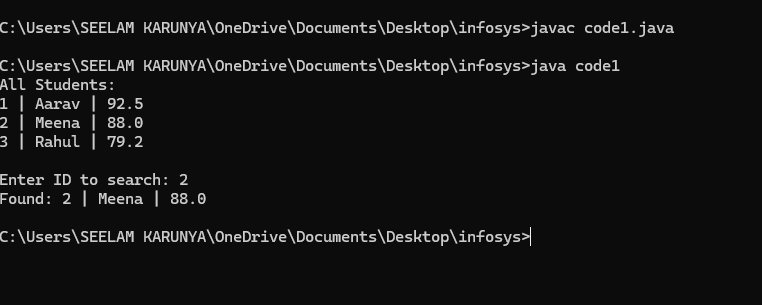 C:\Users\SEELAM KARUNYA\OneDrive\Documents\Desktop\infosys>javac code1.java
C:\Users\SEELAM KARUNYA\OneDrive\Documents\Desktop\infosys>java code1
All Students:
1 | Aarav | 92.5
2 | Meena | 88.0
3 | Rahul | 79.2
Enter ID to search: 2
Found: 2 | Meena | 88.0
C:\Users\SEELAM KARUNYA\OneDrive\Documents\Desktop\infosys>